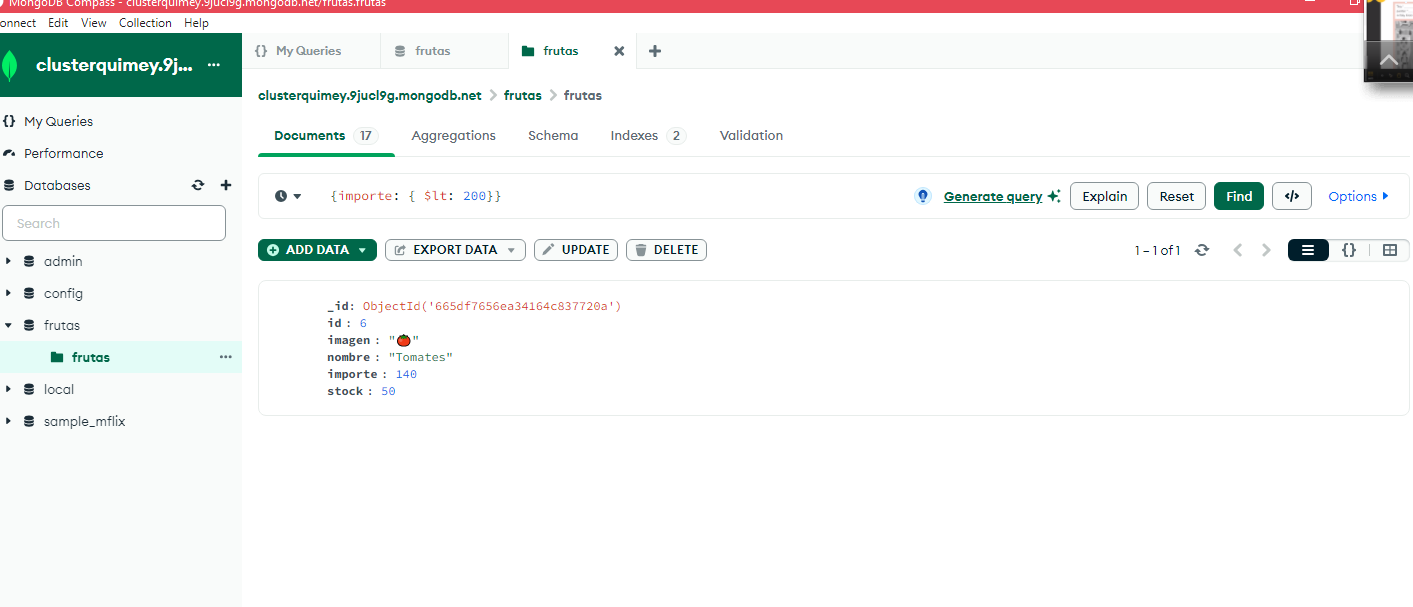 MongoDB Compass - clusterquimey.9jucl9g.mongodb.net/frutas.frutas
onnect Edit View Collection Help
clusterquimey.9j... ...
{} My Queries
frutas
frutas
My Queries
Performance
Databases
Search
admin
config
frutas
frutas
local
sample_mflix
clusterquimey.9jucl9g.mongodb.net > frutas > frutas
Documents 17 Aggregations Schema Indexes 2 Validation
{importe: { $lt: 200}}
Generate query Explain Reset Find </> Options
ADD DATA EXPORT DATA UPDATE DELETE 1 – 1 of 1 {}
_id: ObjectId('665df7656ea34164c837720a')
id : 6
imagen : "🍅"
nombre : "Tomates"
importe : 140
stock : 50